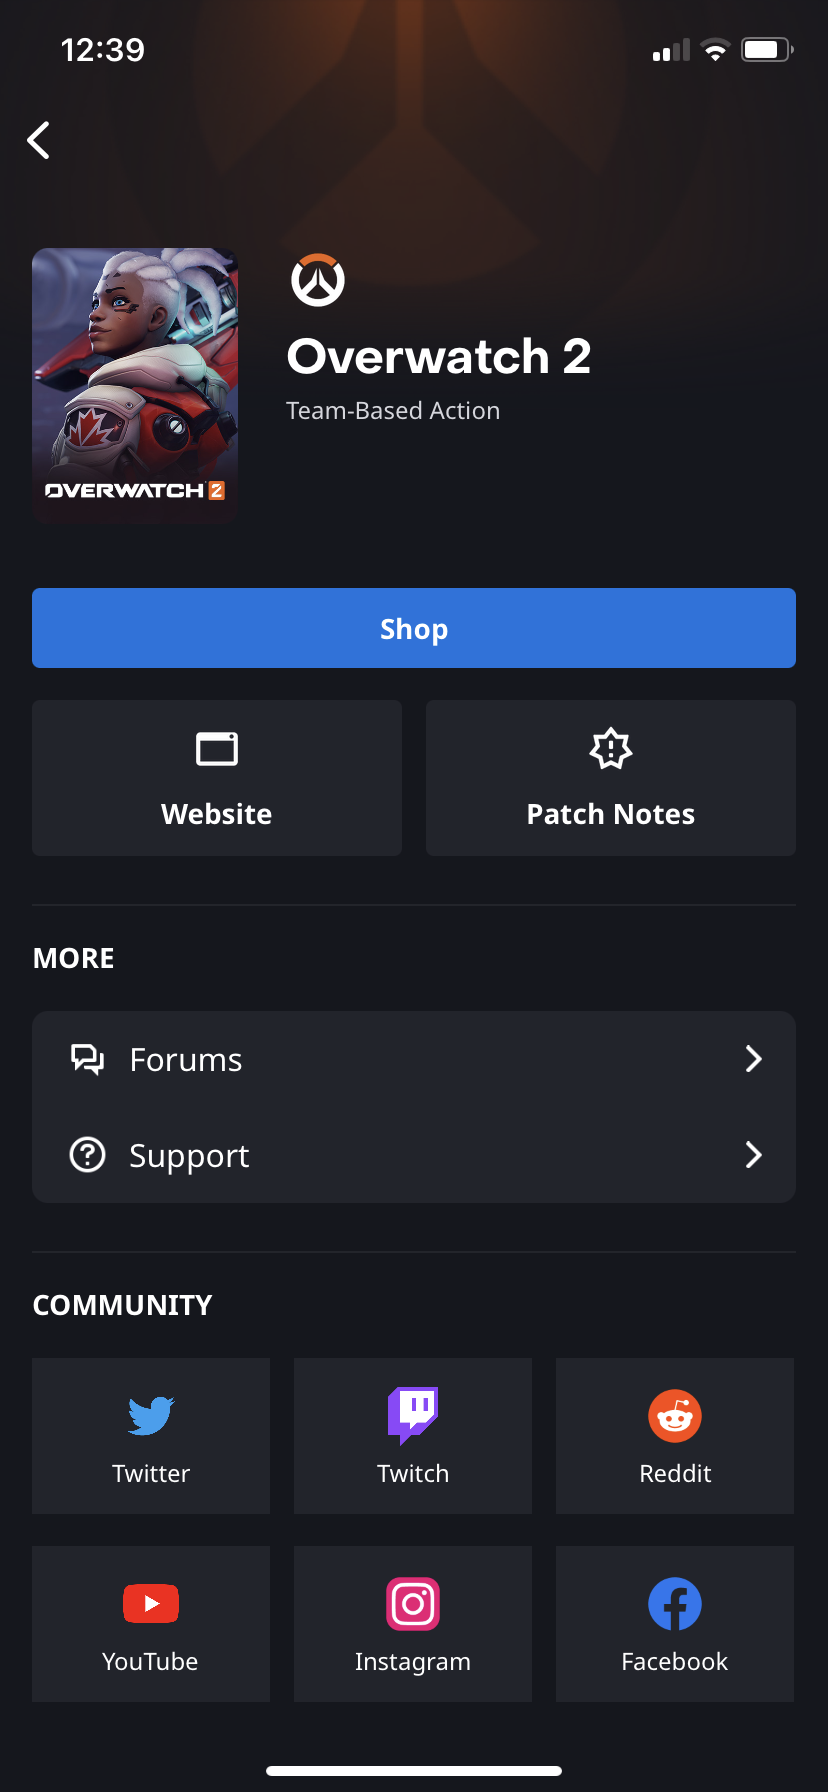 12:39
OVERWATCH 2
Overwatch 2
Team-Based Action
Shop
Website
Patch Notes
MORE
Forums
Support
COMMUNITY
Twitter
Twitch
Reddit
YouTube
Instagram
Facebook